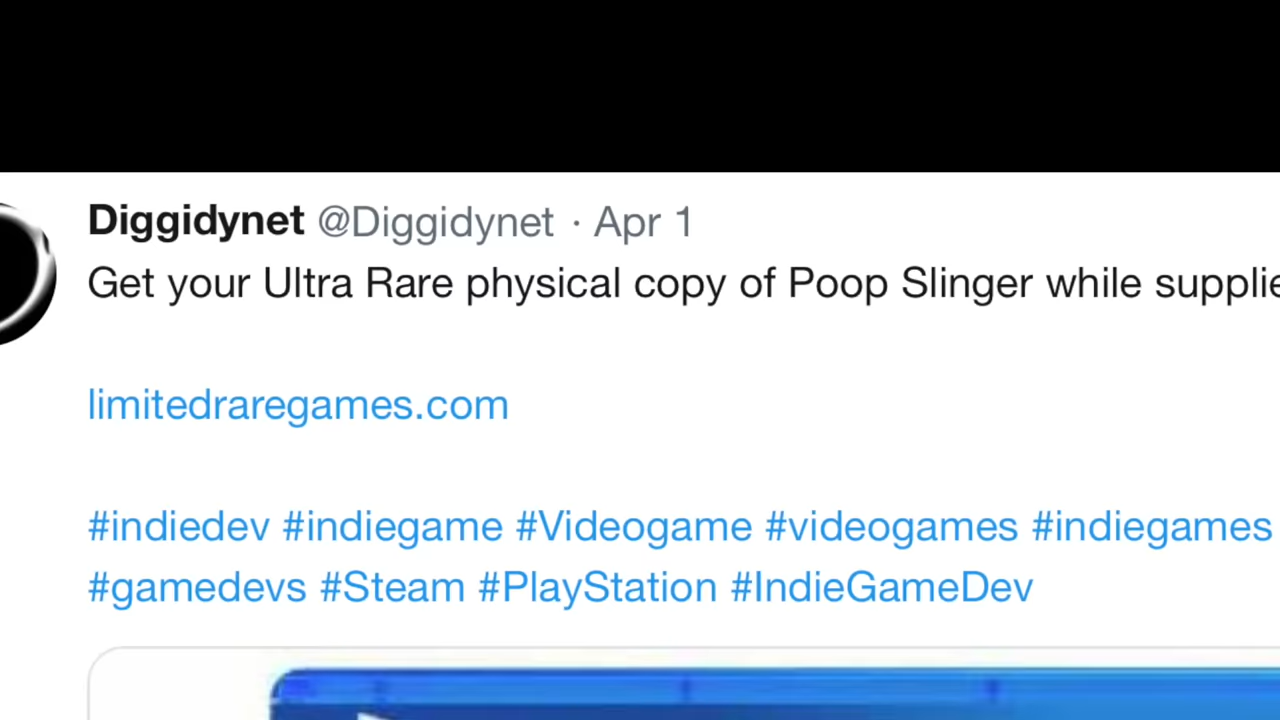 Diggidynet @Diggidynet · Apr 1
Get your Ultra Rare physical copy of Poop Slinger while
limitedraregames.com
#indiedev #indiegame #Videogame #videogames #indiegames
#gamedevs #Steam #PlayStation #IndieGameDev